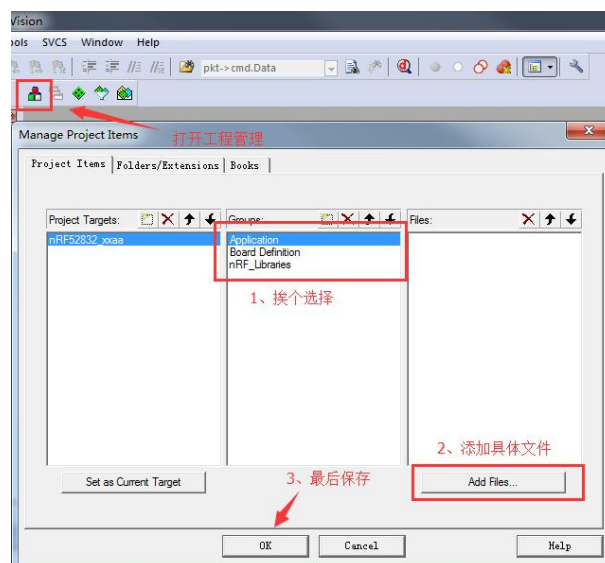 Vision
ools SVCS Window Help
pkt->cmd.Data
打开工程管理
Manage Project Items
Project Items Folders/Extensions Books
Project Targets: Groups: Files:
nRF52832_xxaa Application
Board Definition
nRF_Libraries
1、挨个选择
2、添加具体文件
3、最后保存
Set as Current Target Add Files...
OK Cancel Help